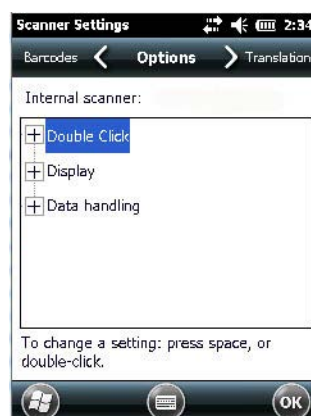 Scanner Settings 2:34
Barcodes Options Translation
Internal scanner:
Double Click
Display
Data handling
To change a setting: press space, or
double-click.
OK